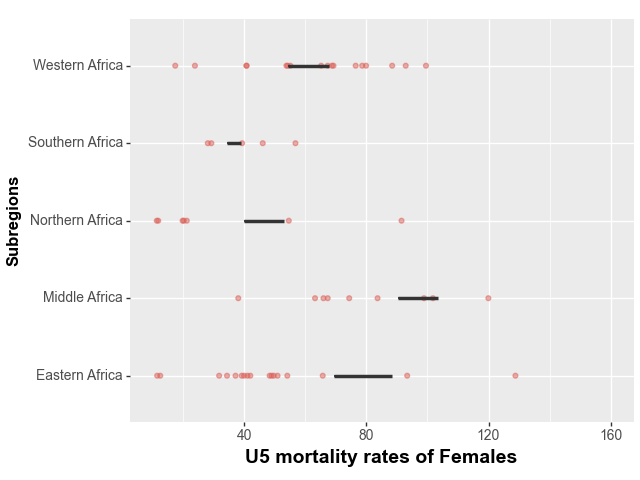 Western Africa
Southern Africa
Northern Africa
Middle Africa
Eastern Africa
Subregions
40 80 120 160
U5 mortality rates of Females